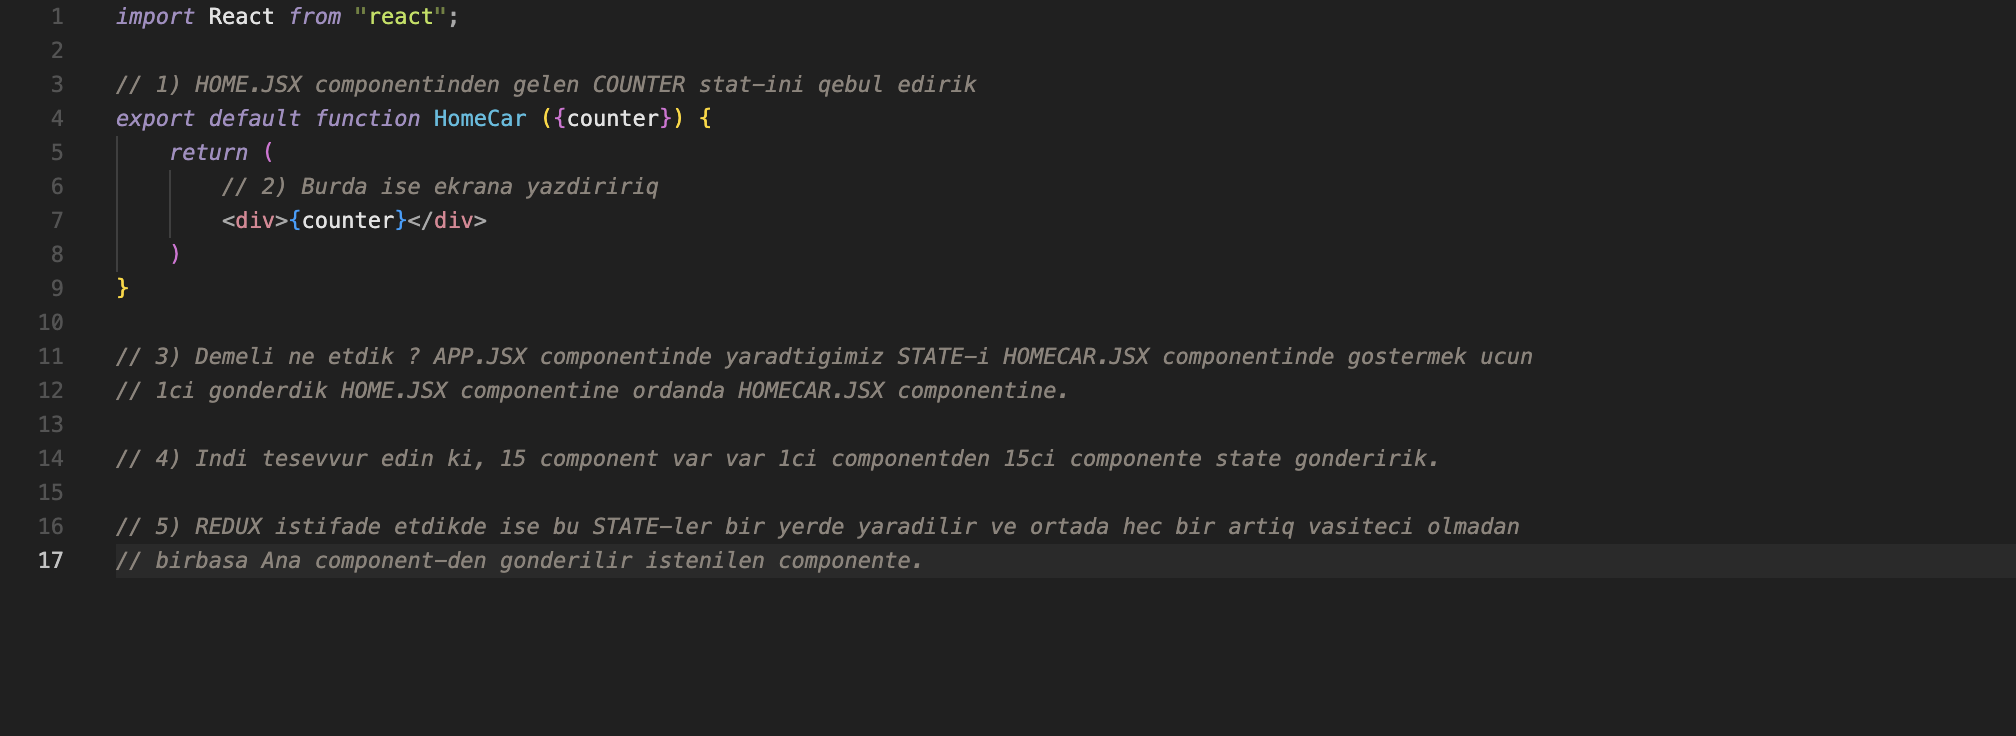 1 import React from "react";
2
3 // 1) HOME.JSX componentinden gelen COUNTER stat-ini qebul edirik
4 export default function HomeCar ({counter}) {
5 return (
6 // 2) Burda ise ekrana yazdiririq
7 <div>{counter}</div>
8 )
9 }
10
11 // 3) Demeli ne etdik ? APP.JSX componentinde yaradtigimiz STATE-i HOMECAR.JSX componentinde gostermek ucun
12 // 1ci gonderdik HOME.JSX componentine ordanda HOMECAR.JSX componentine.
13
14 // 4) Indi tesevvur edin ki, 15 component var var 1ci componentden 15ci componente state gonderirik.
15
16 // 5) REDUX istifade etdikde ise bu STATE-ler bir yerde yaradilir ve ortada hec bir artiq vasiteci olmadan
17 // birbasa Ana component-den gonderilir istenilen componente.